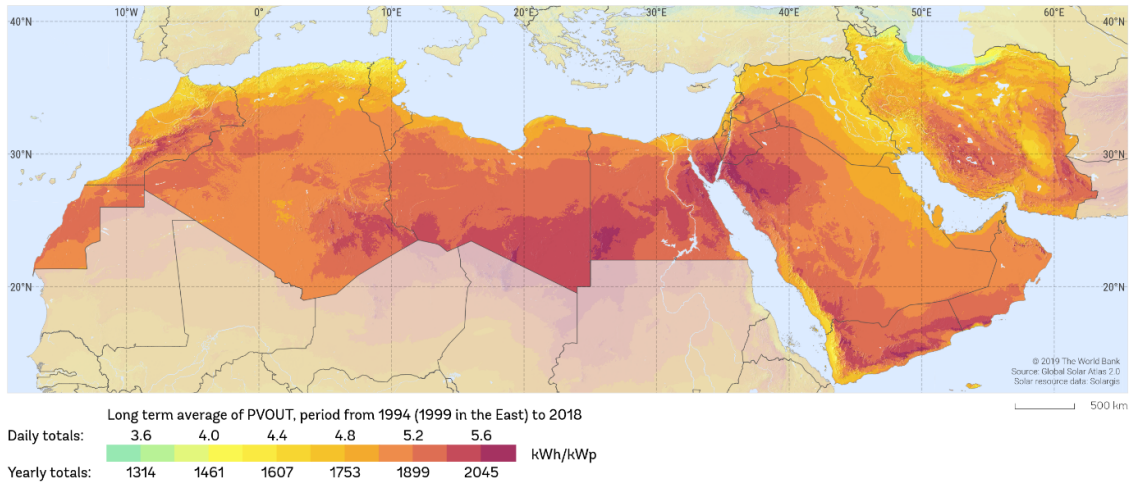 10°W 0° 20°E 30°E 40°E 50°E 60°E
40°N 40°N
30°N 30°N
20°N 20°N
© 2019 The World Bank
Source: Global Solar Atlas 2.0
Solar resource data: Solargis
500 km
Long term average of PVOUT, period from 1994 (1999 in the East) to 2018
Daily totals: 3.6 4.0 4.4 4.8 5.2 5.6
kWh/kWp
Yearly totals: 1314 1461 1607 1753 1899 2045